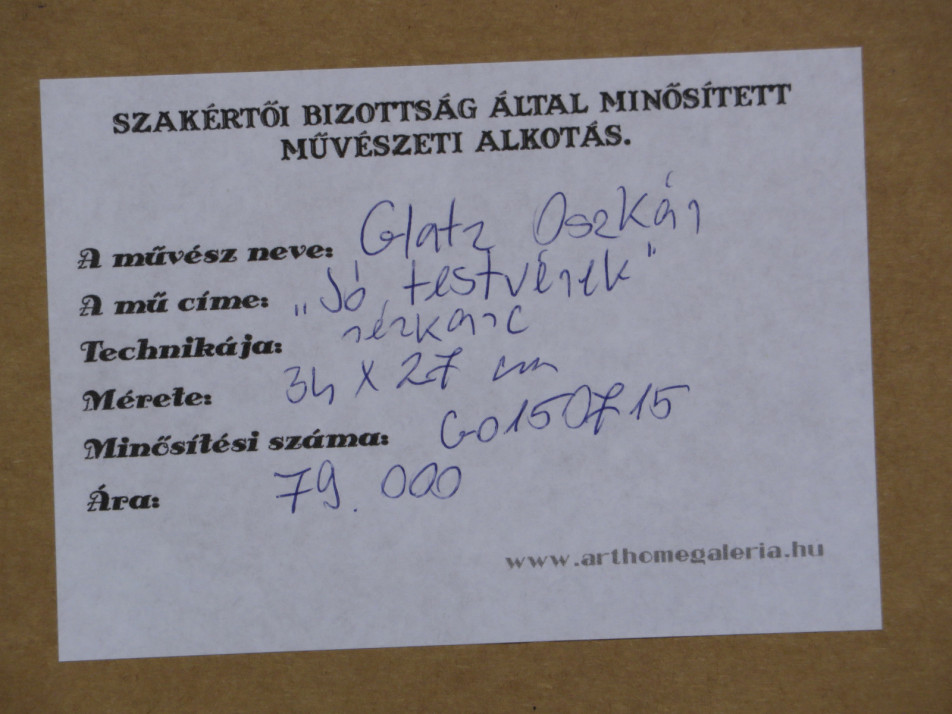 SZAKÉRTŐI BIZOTTSÁG ÁLTAL MINŐSÍTETT
MŰVÉSZETI ALKOTÁS.
A művész neve: Glatz Oszkár
A mű címe: „Jó testvérek"
Technikája: rézkarc
Mérete: 34 x 27 cm
Minősítési száma: GO150715
Ára: 79.000
www.arthomegaleria.hu